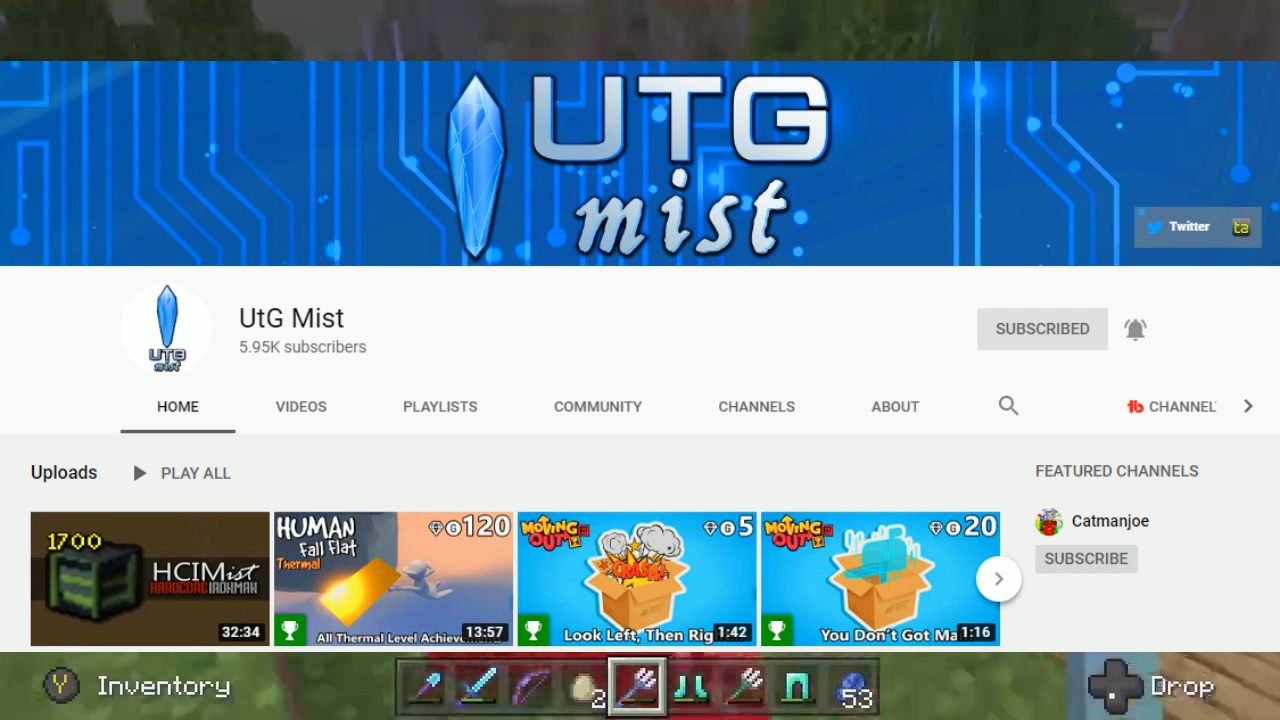 UTG
mist
Twitter
ta
UTG
mist
UtG Mist
5.95K subscribers
SUBSCRIBED
HOME
VIDEOS
PLAYLISTS
COMMUNITY
CHANNELS
ABOUT
CHANNEL
Uploads
PLAY ALL
FEATURED CHANNELS
1700
HCIMist
HARDCORE IRONMAN
32:34
HUMAN
Fall Flat
Thermal
G 120
All Thermal Level Achievements
13:57
MOVING
OUT
G 5
CRASH!
Look Left, Then Rig
1:42
MOVING
OUT
G 20
You Don't Got Ma
1:16
Catmanjoe
SUBSCRIBE
Y Inventory
2
53
Drop